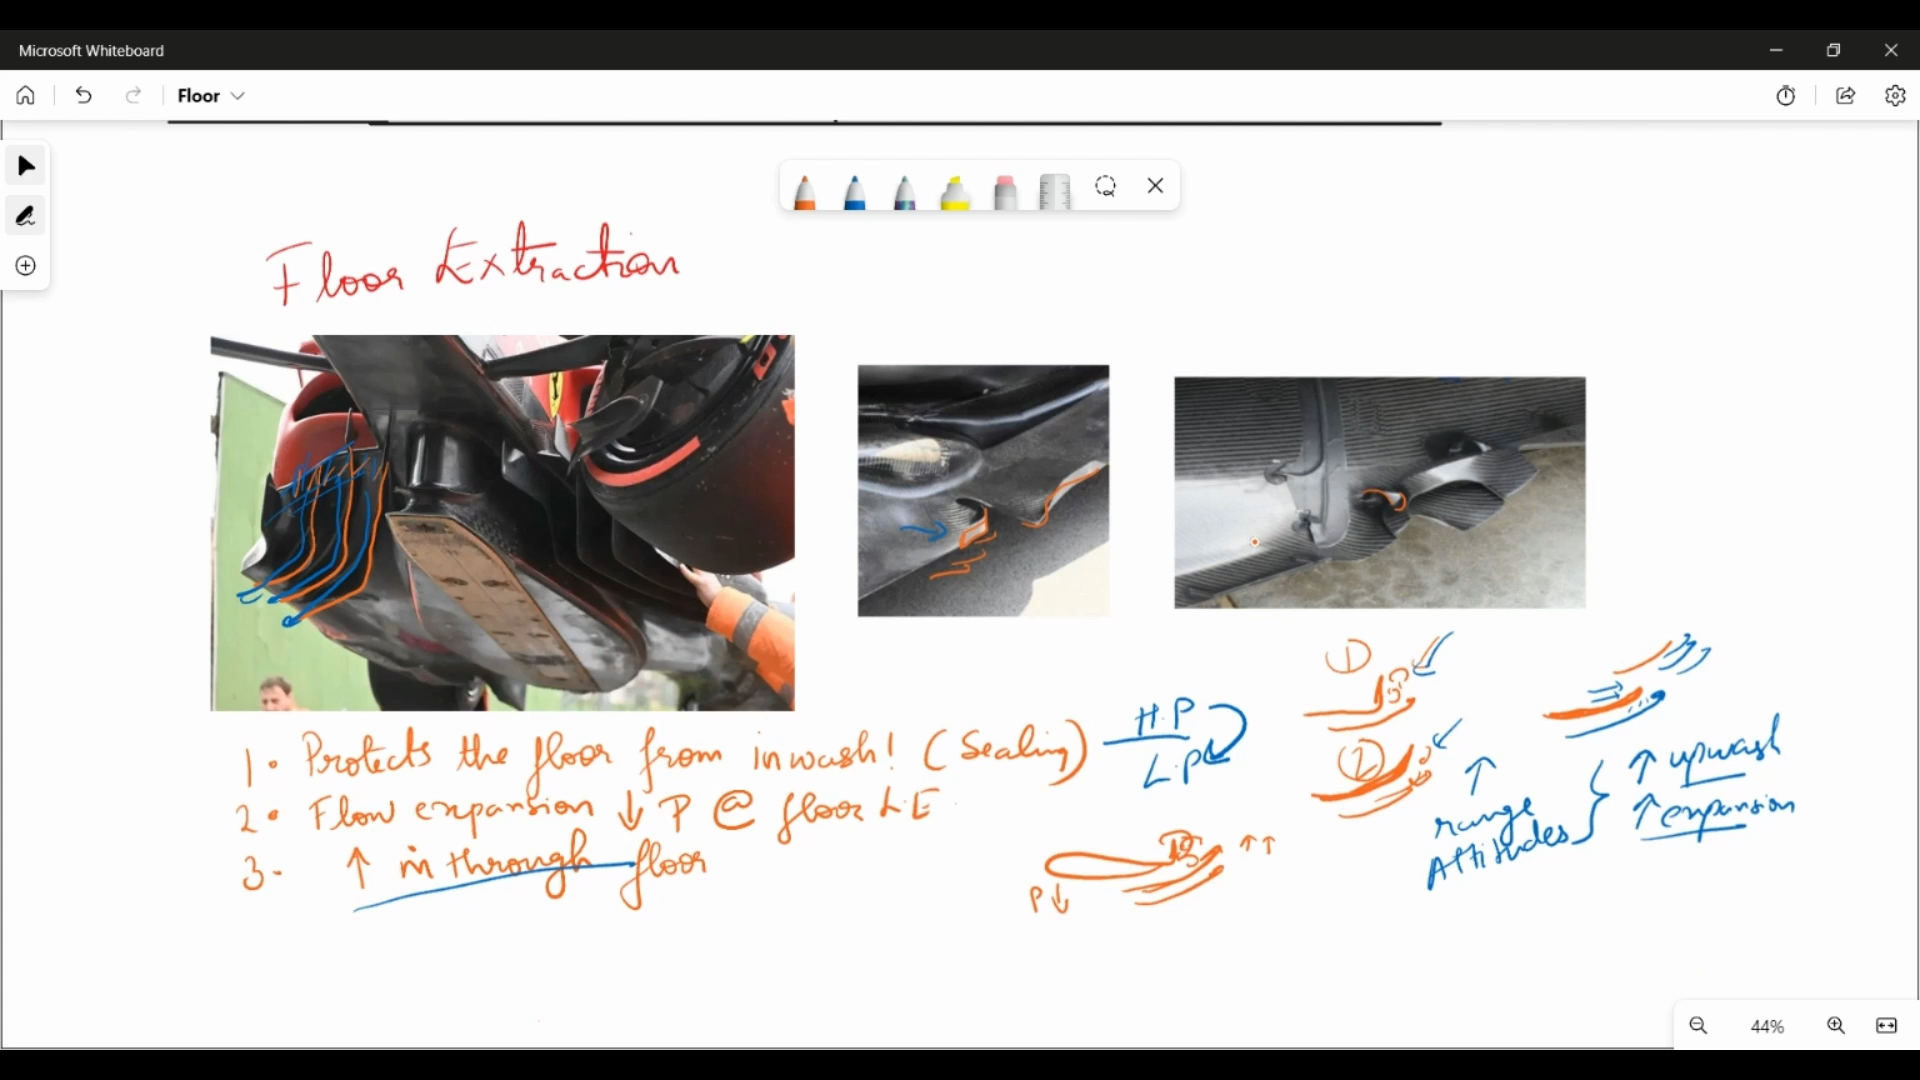 Microsoft Whiteboard
Floor
Floor Extraction
1. Protects the floor from inwash! (Sealing)
H.P
L.P
2. Flow expansion ↓ P @ floor L.E
3. ↑ ṁ through floor
P↓
↑↑
1
2
↑
range
Attitudes
↑ upwash
↑ expansion
44%